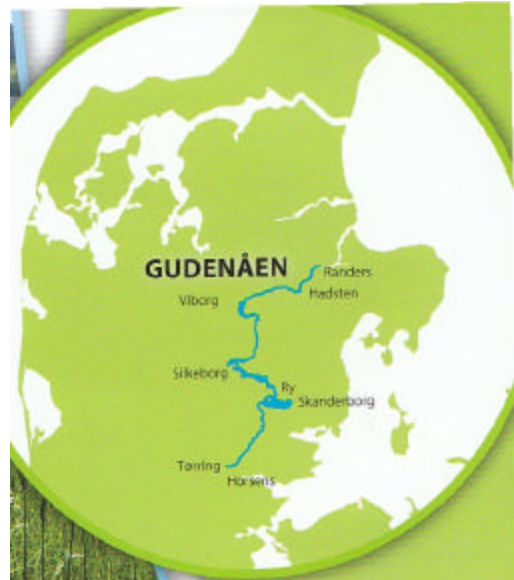 GUDENÅEN
Randers
Hadsten
Viborg
Silkeborg
Ry
Skanderborg
Tørring
Horsens